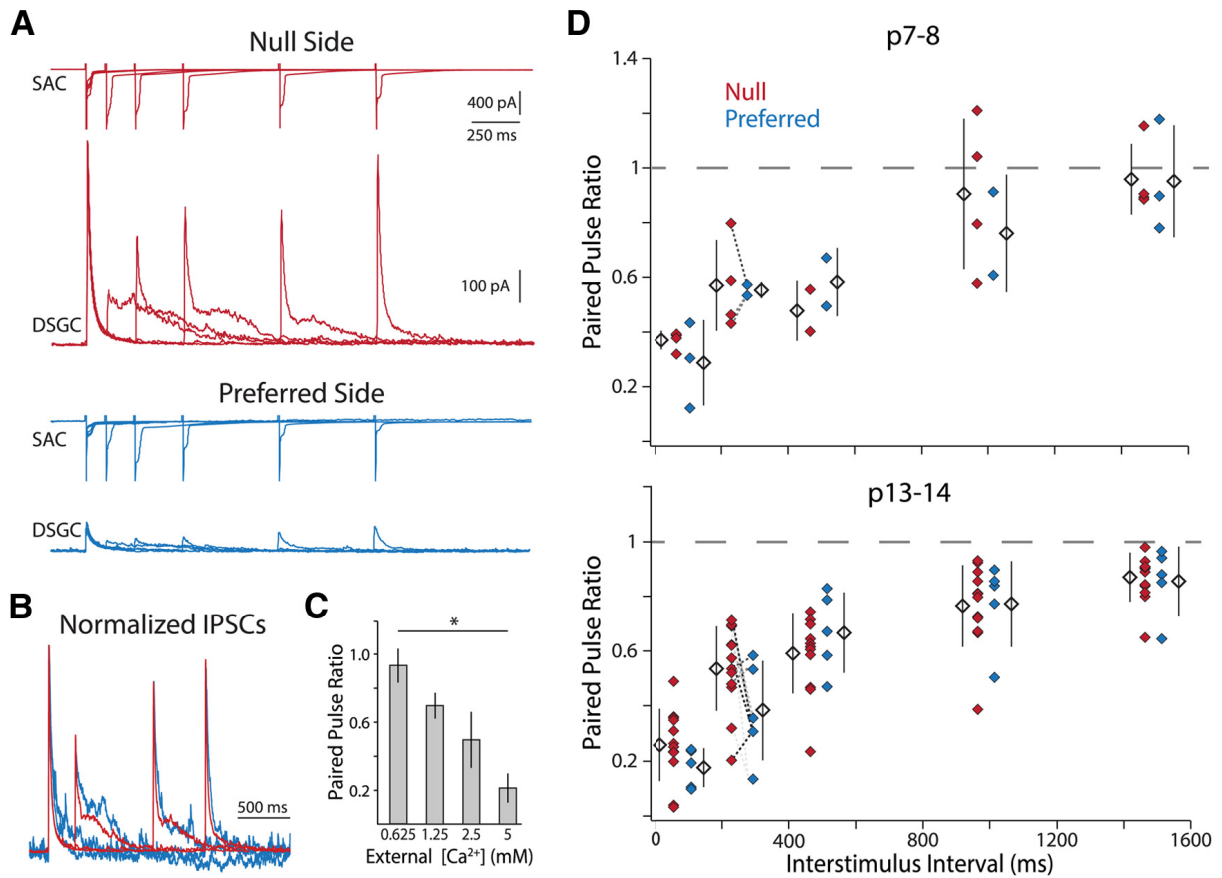 A
Null Side
SAC
400 pA
250 ms
100 pA
DSGC
Preferred Side
SAC
DSGC
B
Normalized IPSCs
500 ms
C
*
Paired Pulse Ratio
1.0
0.6
0.2
0.625 1.25 2.5 5
External [Ca²⁺] (mM)
D
p7-8
Null
Preferred
Paired Pulse Ratio
1.4
1
0.6
0.2
p13-14
Paired Pulse Ratio
1
0.6
0.2
0 400 800 1200 1600
Interstimulus Interval (ms)